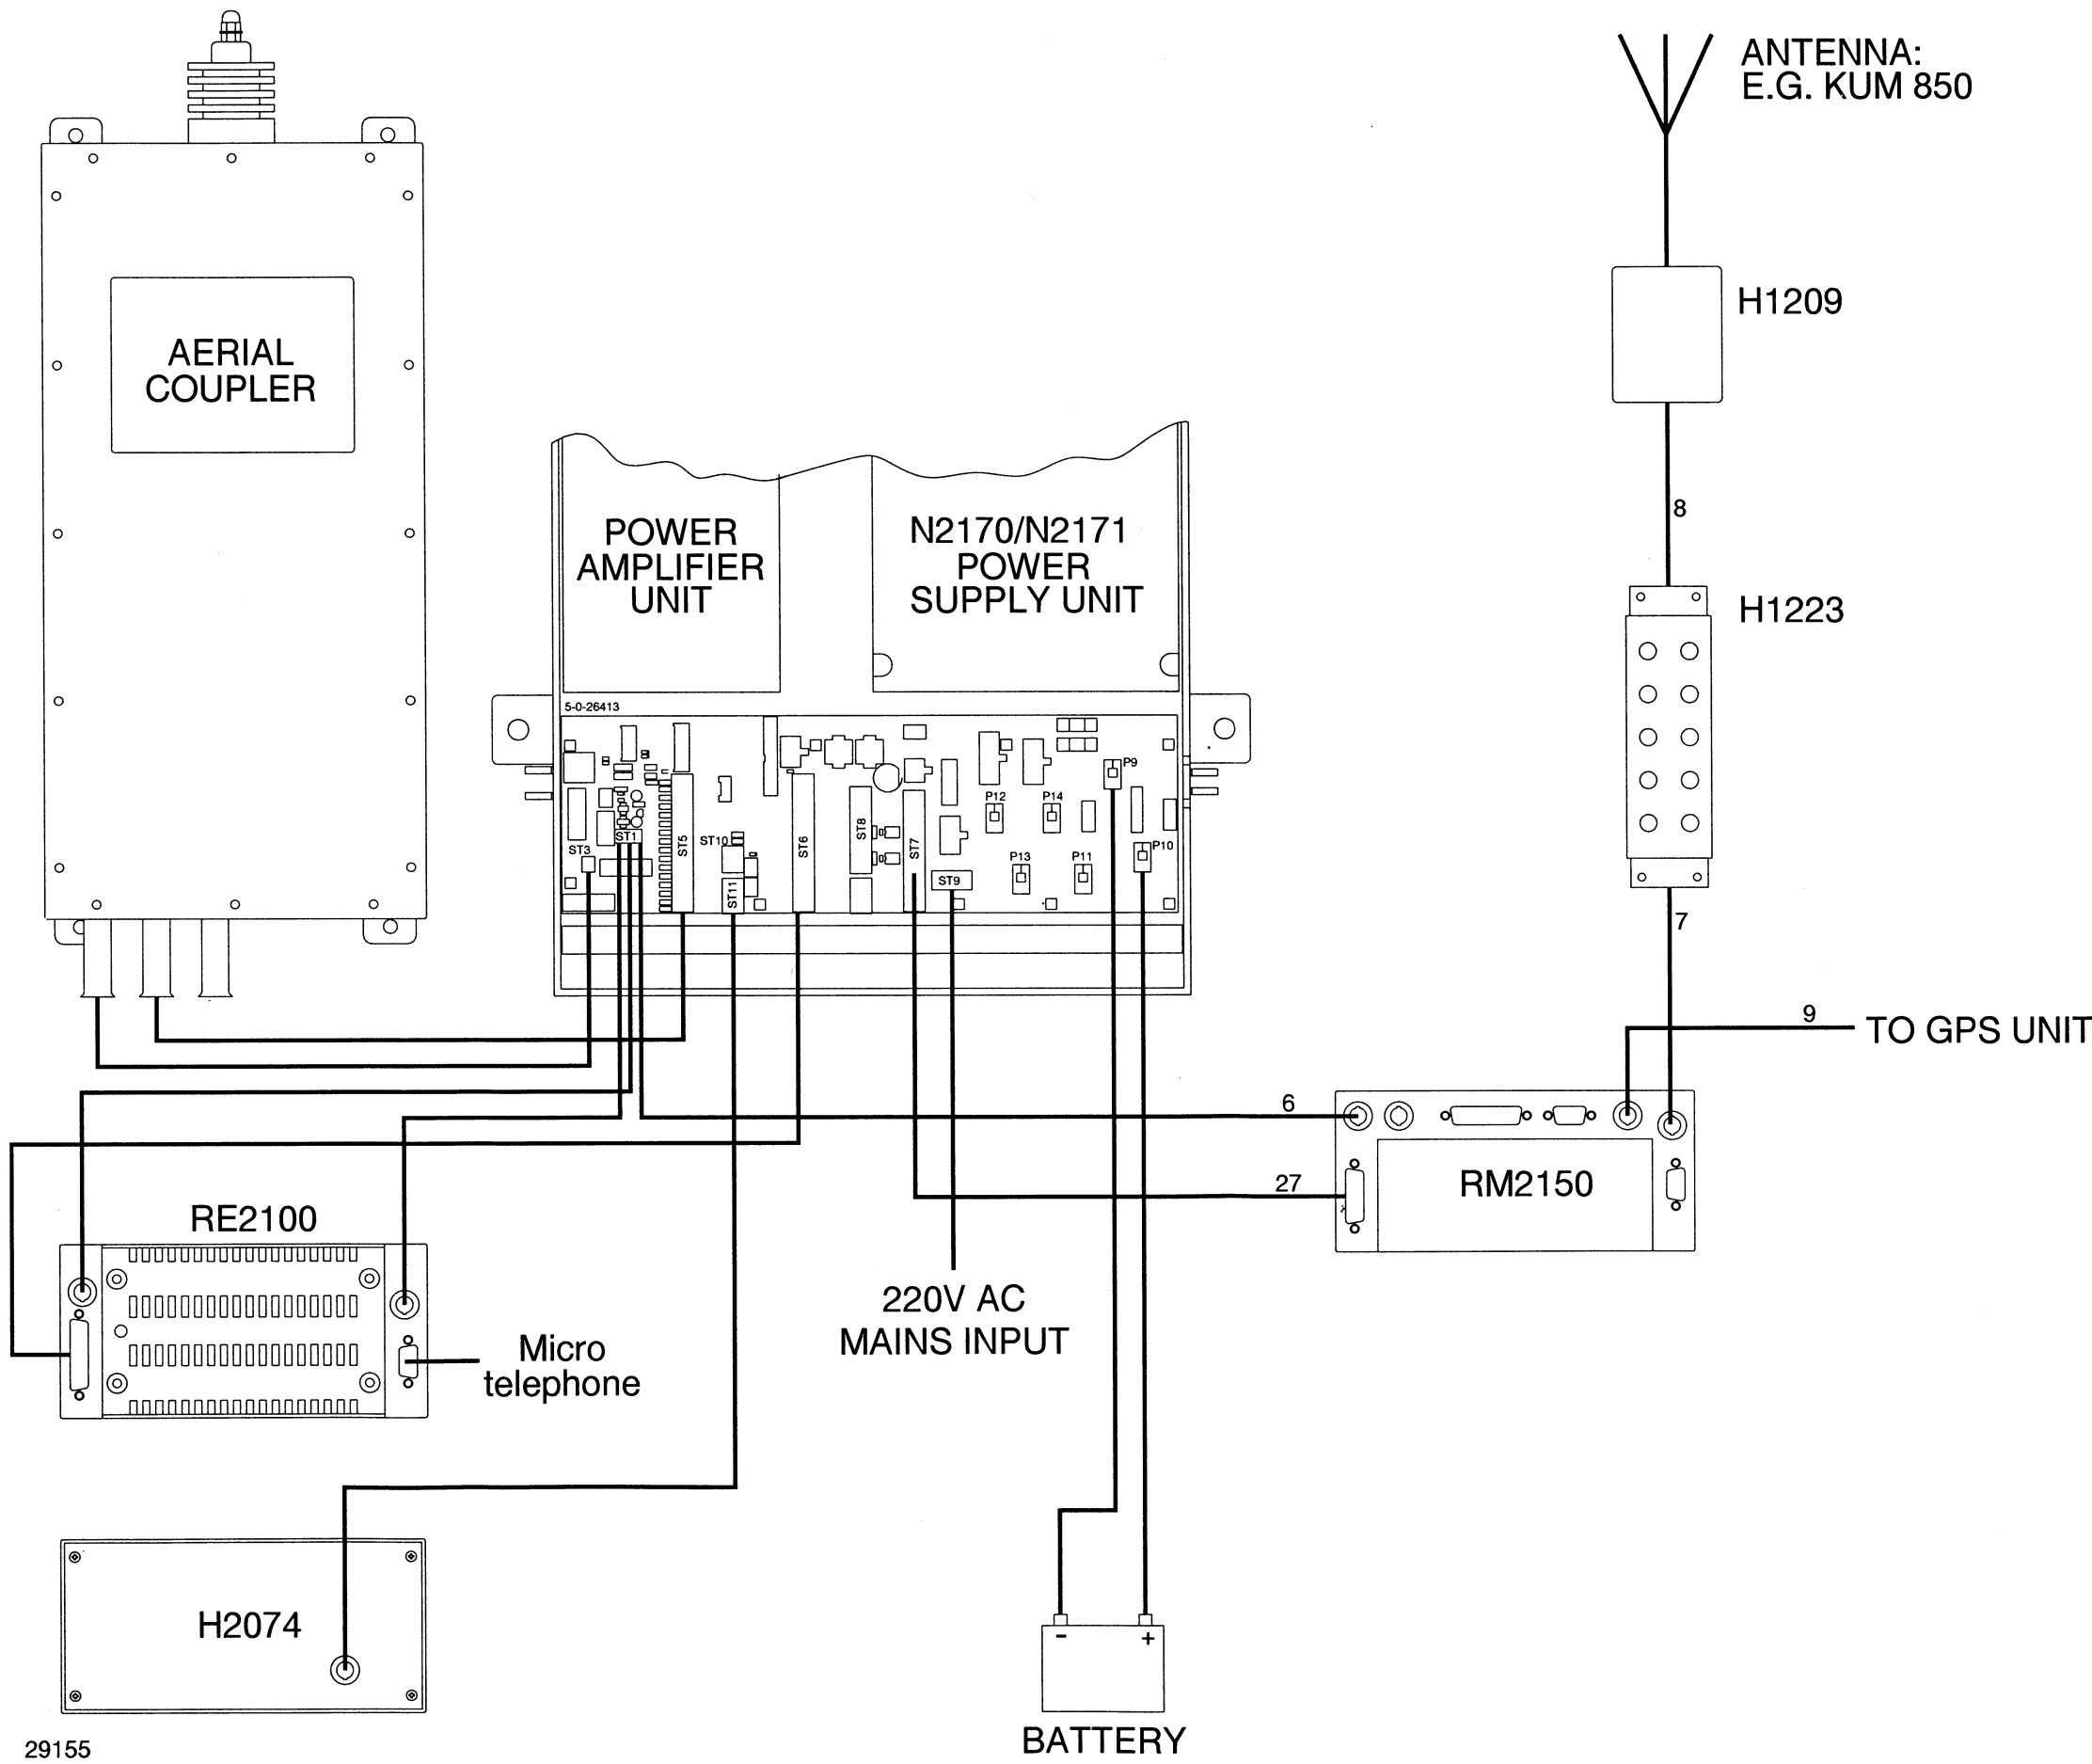 ANTENNA:
E.G. KUM 850
H1209
AERIAL
COUPLER
8
POWER
AMPLIFIER
UNIT
N2170/N2171
POWER
SUPPLY UNIT
H1223
5-0-26413
P9
P12
P14
ST1
ST5
ST10
ST6
ST8
ST7
ST3
P13
P11
P10
ST11
ST9
7
9
TO GPS UNIT
6
27
RM2150
RE2100
220V AC
MAINS INPUT
Micro
telephone
H2074
- +
BATTERY
29155